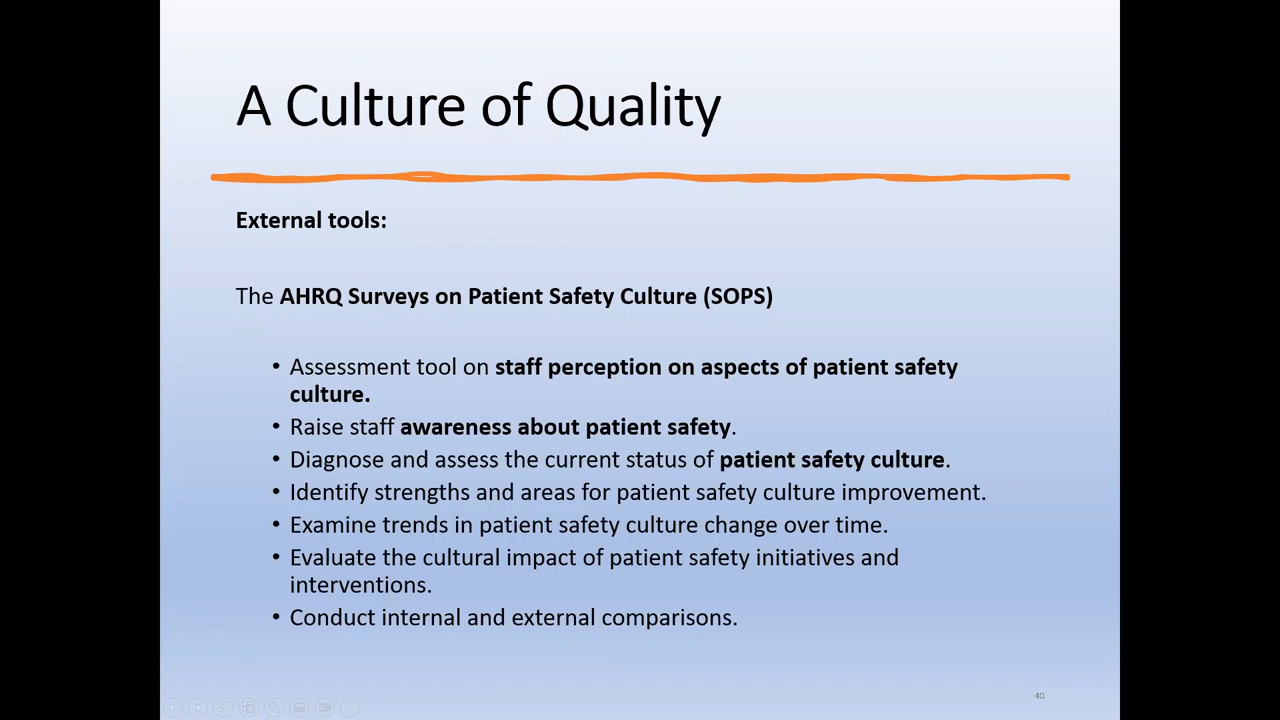 A Culture of Quality
External tools:
The AHRQ Surveys on Patient Safety Culture (SOPS)
• Assessment tool on staff perception on aspects of patient safety
culture.
• Raise staff awareness about patient safety.
• Diagnose and assess the current status of patient safety culture.
• Identify strengths and areas for patient safety culture improvement.
• Examine trends in patient safety culture change over time.
• Evaluate the cultural impact of patient safety initiatives and
interventions.
• Conduct internal and external comparisons.
40